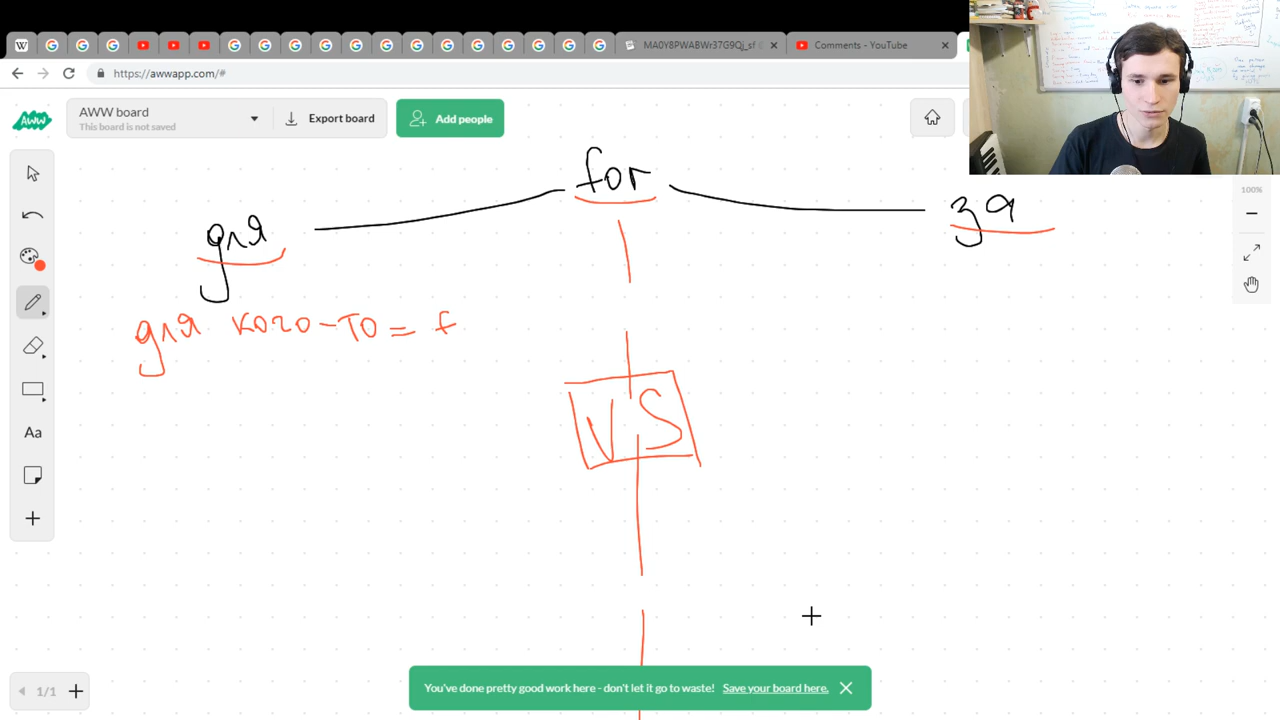 MA0Y8PWABWr37G9Qj_sf
Comments - YouTube
https://awwapp.com/#
AWW board
This board is not saved
Export board
Add people
100%
for
для
за
для кого-то = f
VS
Aa
1/1
You've done pretty good work here - don't let it go to waste! Save your board here.